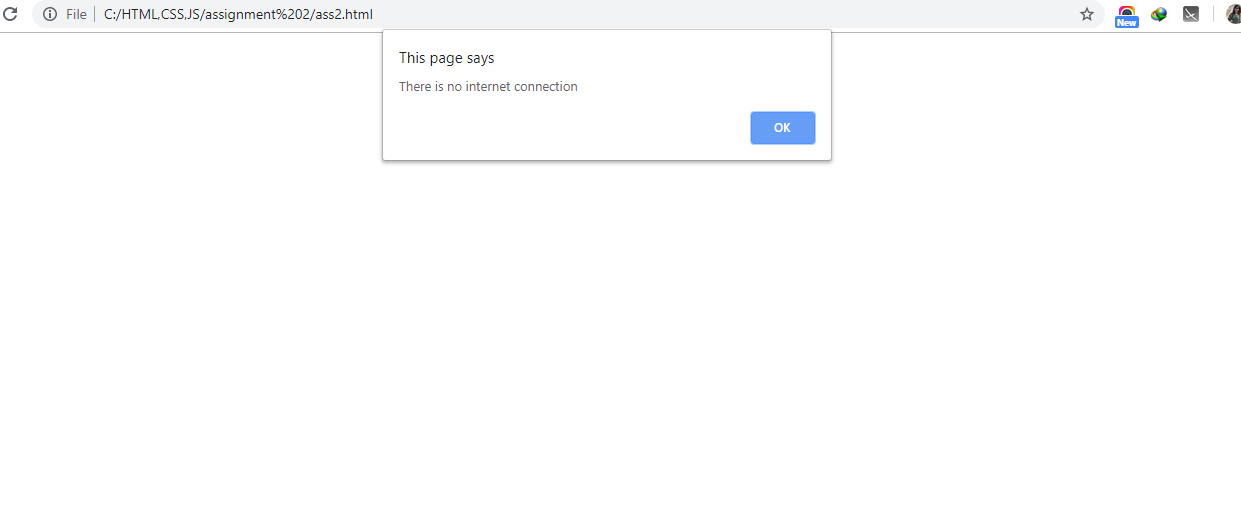 File C:/HTML,CSS,JS/assignment%202/ass2.html
New
This page says
There is no internet connection
OK